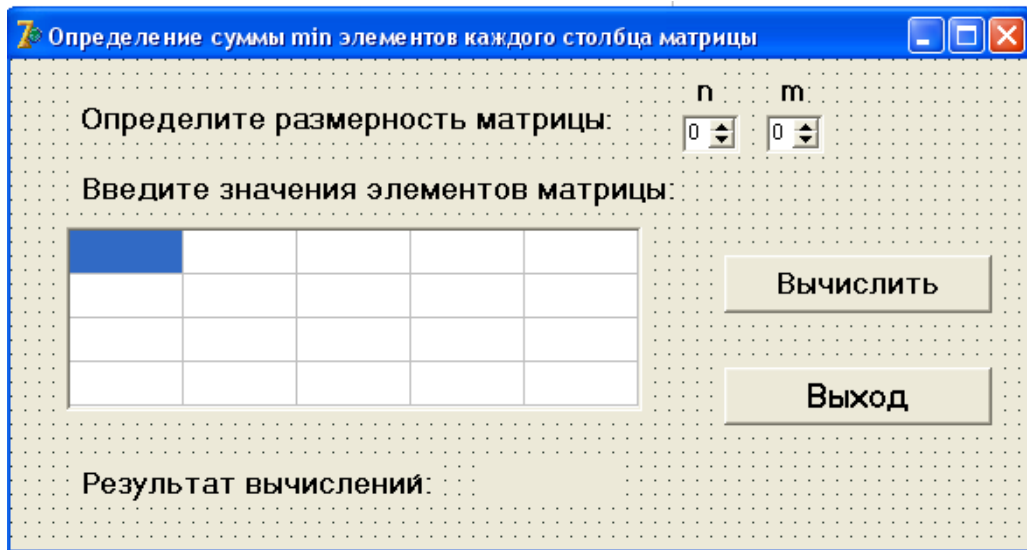 Определение суммы min элементов каждого столбца матрицы
n m
Определите размерность матрицы:
0 0
Введите значения элементов матрицы:
Вычислить
Выход
Результат вычислений: